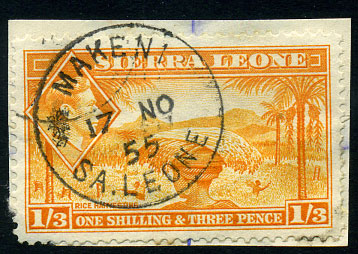 SIERRA LEONE
MAKENI
17 NO
55
SA.LEONE
RICE HARVESTING
1/3 ONE SHILLING & THREE PENCE 1/3